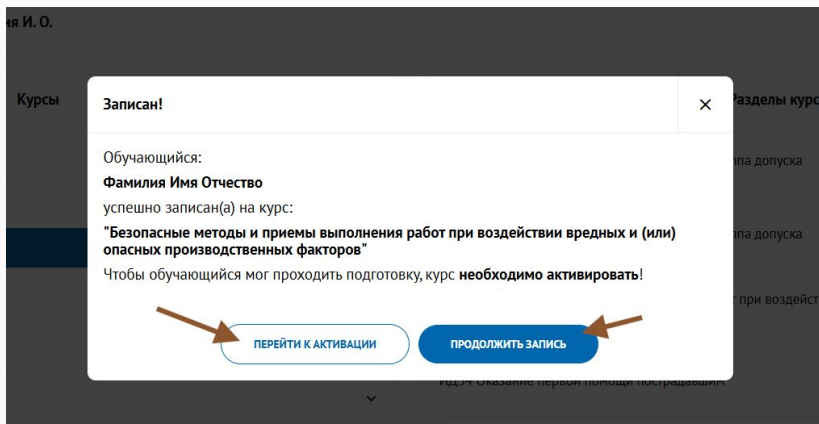 ия И. О.
Курсы
Записан!
×
Разделы курс
Обучающийся:
Фамилия Имя Отчество
успешно записан(а) на курс:
"Безопасные методы и приемы выполнения работ при воздействии вредных и (или)
опасных производственных факторов"
Чтобы обучающийся мог проходить подготовку, курс необходимо активировать!
ппа допуска
ппа допуска
т при воздейст
ПЕРЕЙТИ К АКТИВАЦИИ
ПРОДОЛЖИТЬ ЗАПИСЬ
Оказание первой помощи пострадавшим